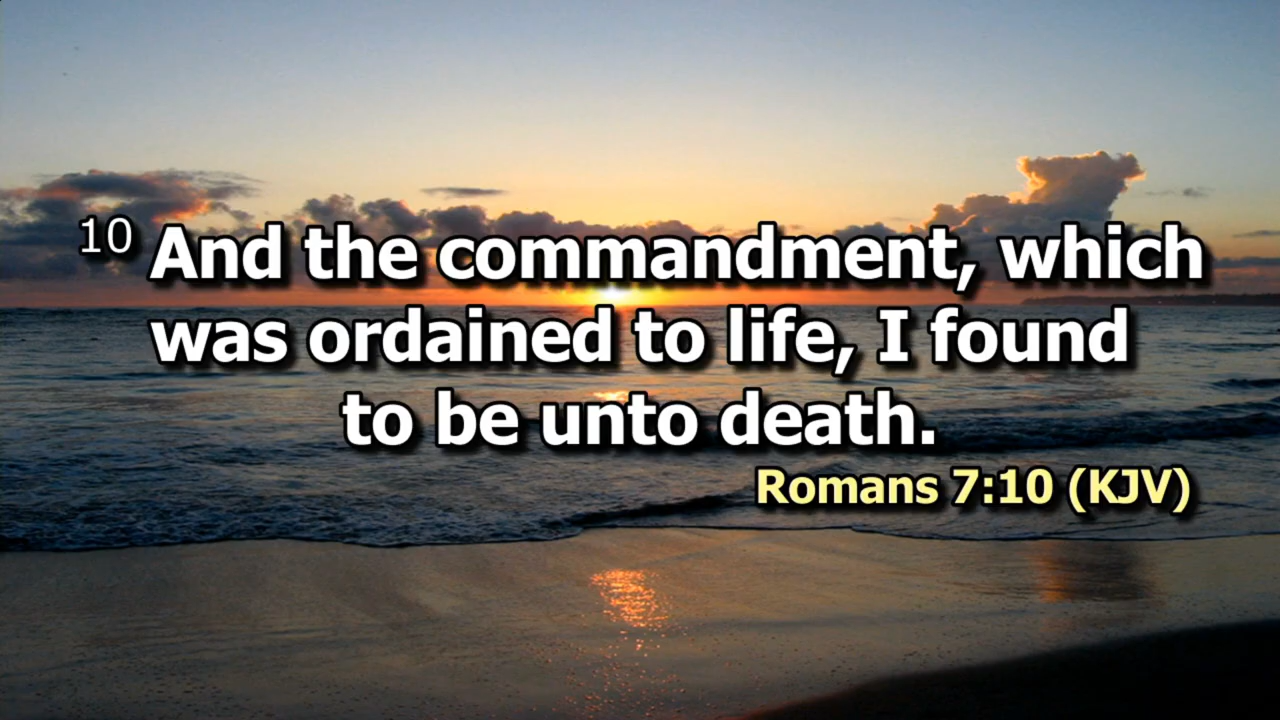 10 And the commandment, which
was ordained to life, I found
to be unto death.
Romans 7:10 (KJV)